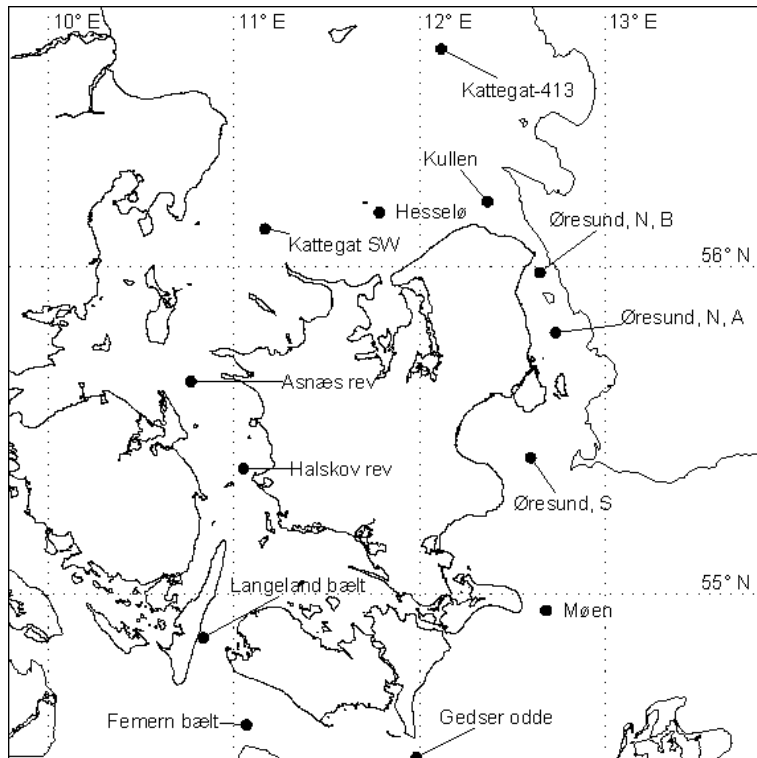 10° E
11° E
12° E
13° E
Kattegat-413
Kullen
Hesselø
Øresund, N, B
Kattegat SW
56° N
Øresund, N, A
Asnæs rev
Halskov rev
Øresund, S
Langeland bælt
55° N
Møen
Femern bælt
Gedser odde